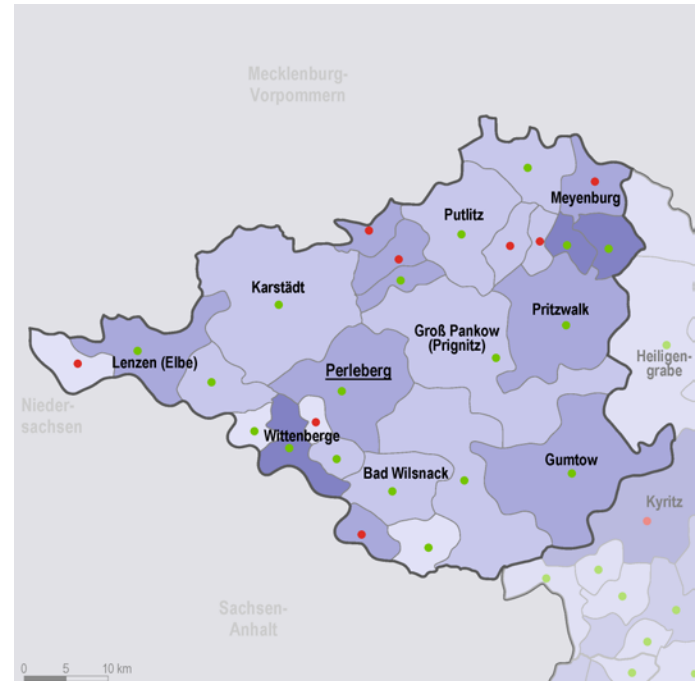 Mecklenburg-
Vorpommern
Meyenburg
Putlitz
Karstädt
Pritzwalk
Groß Pankow
(Prignitz)
Lenzen (Elbe)
Perleberg
Heiligen-
grabe
Nieder-
sachsen
Wittenberge
Bad Wilsnack
Gumtow
Kyritz
Sachsen-
Anhalt
0 5 10 km